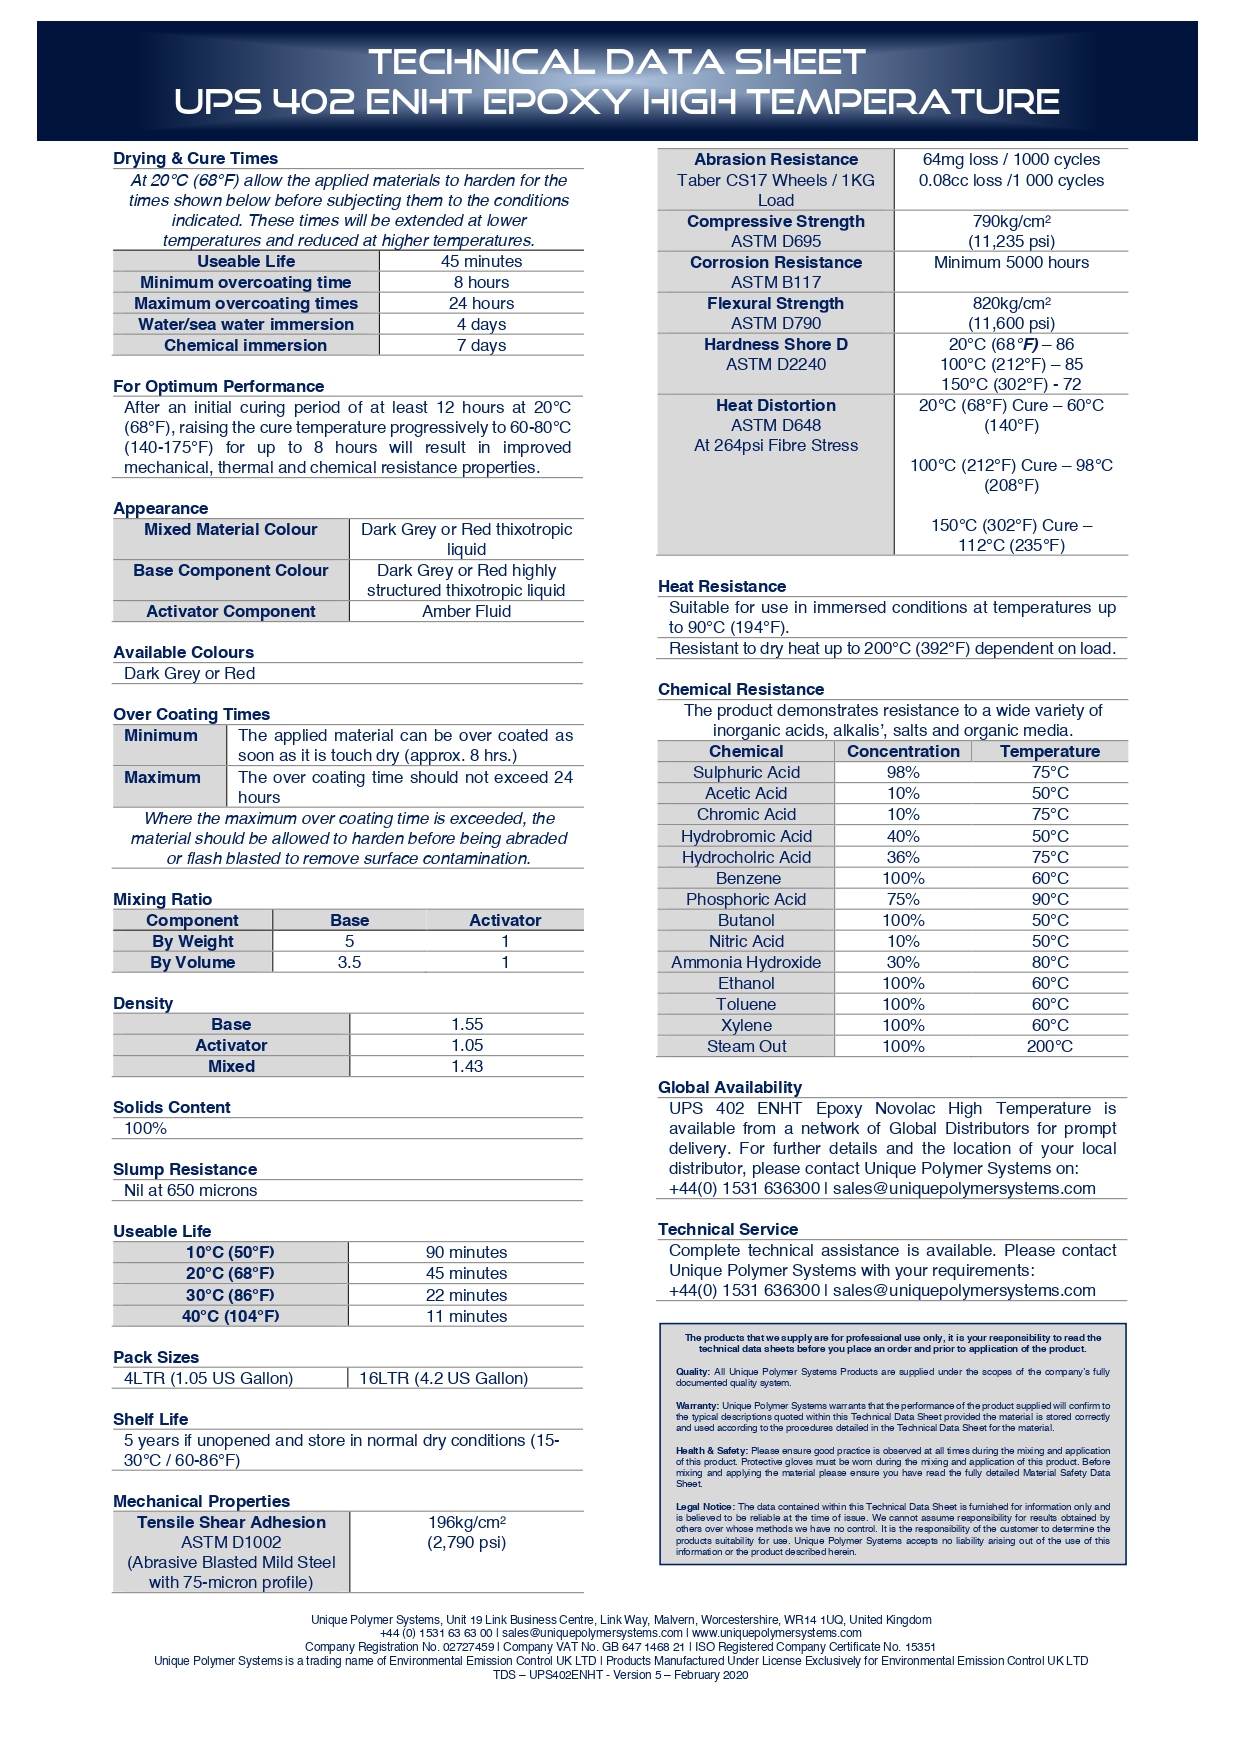 TECHNICAL DATA SHEET
UPS 402 ENHT EPOXY HIGH TEMPERATURE
Drying & Cure Times
At 20°C (68°F) allow the applied materials to harden for the
times shown below before subjecting them to the conditions
indicated. These times will be extended at lower
temperatures and reduced at higher temperatures.
Useable Life 45 minutes
Minimum overcoating time 8 hours
Maximum overcoating times 24 hours
Water/sea water immersion 4 days
Chemical immersion 7 days
For Optimum Performance
After an initial curing period of at least 12 hours at 20°C
(68°F), raising the cure temperature progressively to 60-80°C
(140-175°F) for up to 8 hours will result in improved
mechanical, thermal and chemical resistance properties.
Appearance
Mixed Material Colour Dark Grey or Red thixotropic
liquid
Base Component Colour Dark Grey or Red highly
structured thixotropic liquid
Activator Component Amber Fluid
Available Colours
Dark Grey or Red
Over Coating Times
Minimum The applied material can be over coated as
soon as it is touch dry (approx. 8 hrs.)
Maximum The over coating time should not exceed 24
hours
Where the maximum over coating time is exceeded, the
material should be allowed to harden before being abraded
or flash blasted to remove surface contamination.
Mixing Ratio
Component Base Activator
By Weight 5 1
By Volume 3.5 1
Density
Base 1.55
Activator 1.05
Mixed 1.43
Solids Content
100%
Slump Resistance
Nil at 650 microns
Useable Life
10°C (50°F) 90 minutes
20°C (68°F) 45 minutes
30°C (86°F) 22 minutes
40°C (104°F) 11 minutes
Pack Sizes
4LTR (1.05 US Gallon) 16LTR (4.2 US Gallon)
Shelf Life
5 years if unopened and store in normal dry conditions (15-
30°C / 60-86°F)
Mechanical Properties
Tensile Shear Adhesion 196kg/cm²
ASTM D1002 (2,790 psi)
(Abrasive Blasted Mild Steel
with 75-micron profile)
Abrasion Resistance 64mg loss / 1000 cycles
Taber CS17 Wheels / 1KG 0.08cc loss /1 000 cycles
Load
Compressive Strength 790kg/cm²
ASTM D695 (11,235 psi)
Corrosion Resistance Minimum 5000 hours
ASTM B117
Flexural Strength 820kg/cm²
ASTM D790 (11,600 psi)
Hardness Shore D 20°C (68°F) – 86
ASTM D2240 100°C (212°F) – 85
150°C (302°F) - 72
Heat Distortion 20°C (68°F) Cure – 60°C
ASTM D648 (140°F)
At 264psi Fibre Stress
100°C (212°F) Cure – 98°C
(208°F)
150°C (302°F) Cure –
112°C (235°F)
Heat Resistance
Suitable for use in immersed conditions at temperatures up
to 90°C (194°F).
Resistant to dry heat up to 200°C (392°F) dependent on load.
Chemical Resistance
The product demonstrates resistance to a wide variety of
inorganic acids, alkalis’, salts and organic media.
Chemical Concentration Temperature
Sulphuric Acid 98% 75°C
Acetic Acid 10% 50°C
Chromic Acid 10% 75°C
Hydrobromic Acid 40% 50°C
Hydrocholric Acid 36% 75°C
Benzene 100% 60°C
Phosphoric Acid 75% 90°C
Butanol 100% 50°C
Nitric Acid 10% 50°C
Ammonia Hydroxide 30% 80°C
Ethanol 100% 60°C
Toluene 100% 60°C
Xylene 100% 60°C
Steam Out 100% 200°C
Global Availability
UPS 402 ENHT Epoxy Novolac High Temperature is
available from a network of Global Distributors for prompt
delivery. For further details and the location of your local
distributor, please contact Unique Polymer Systems on:
+44(0) 1531 636300 | sales@uniquepolymersystems.com
Technical Service
Complete technical assistance is available. Please contact
Unique Polymer Systems with your requirements:
+44(0) 1531 636300 | sales@uniquepolymersystems.com
The products that we supply are for professional use only, it is your responsibility to read the
technical data sheets before you place an order and prior to application of the product.
Quality: All Unique Polymer Systems Products are supplied under the scopes of the company’s fully
documented quality system.
Warranty: Unique Polymer Systems warrants that the performance of the product supplied will confirm to
the typical descriptions quoted within this Technical Data Sheet provided the material is stored correctly
and used according to the procedures detailed in the Technical Data Sheet for the material.
Health & Safety: Please ensure good practice is observed at all times during the mixing and application
of this product. Protective gloves must be worn during the mixing and application of this product. Before
mixing and applying the material please ensure you have read the fully detailed Material Safety Data
Sheet.
Legal Notice: The data contained within this Technical Data Sheet is furnished for information only and
is believed to be reliable at the time of issue. We cannot assume responsibility for results obtained by
others over whose methods we have no control. It is the responsibility of the customer to determine the
products suitability for use. Unique Polymer Systems accepts no liability arising out of the use of this
information or the product described herein.
Unique Polymer Systems, Unit 19 Link Business Centre, Link Way, Malvern, Worcestershire, WR14 1UQ, United Kingdom
+44 (0) 1531 63 63 00 | sales@uniquepolymersystems.com | www.uniquepolymersystems.com
Company Registration No. 02727459 | Company VAT No. GB 647 1468 21 | ISO Registered Company Certificate No. 15351
Unique Polymer Systems is a trading name of Environmental Emission Control UK LTD | Products Manufactured Under License Exclusively for Environmental Emission Control UK LTD
TDS – UPS402ENHT - Version 5 – February 2020